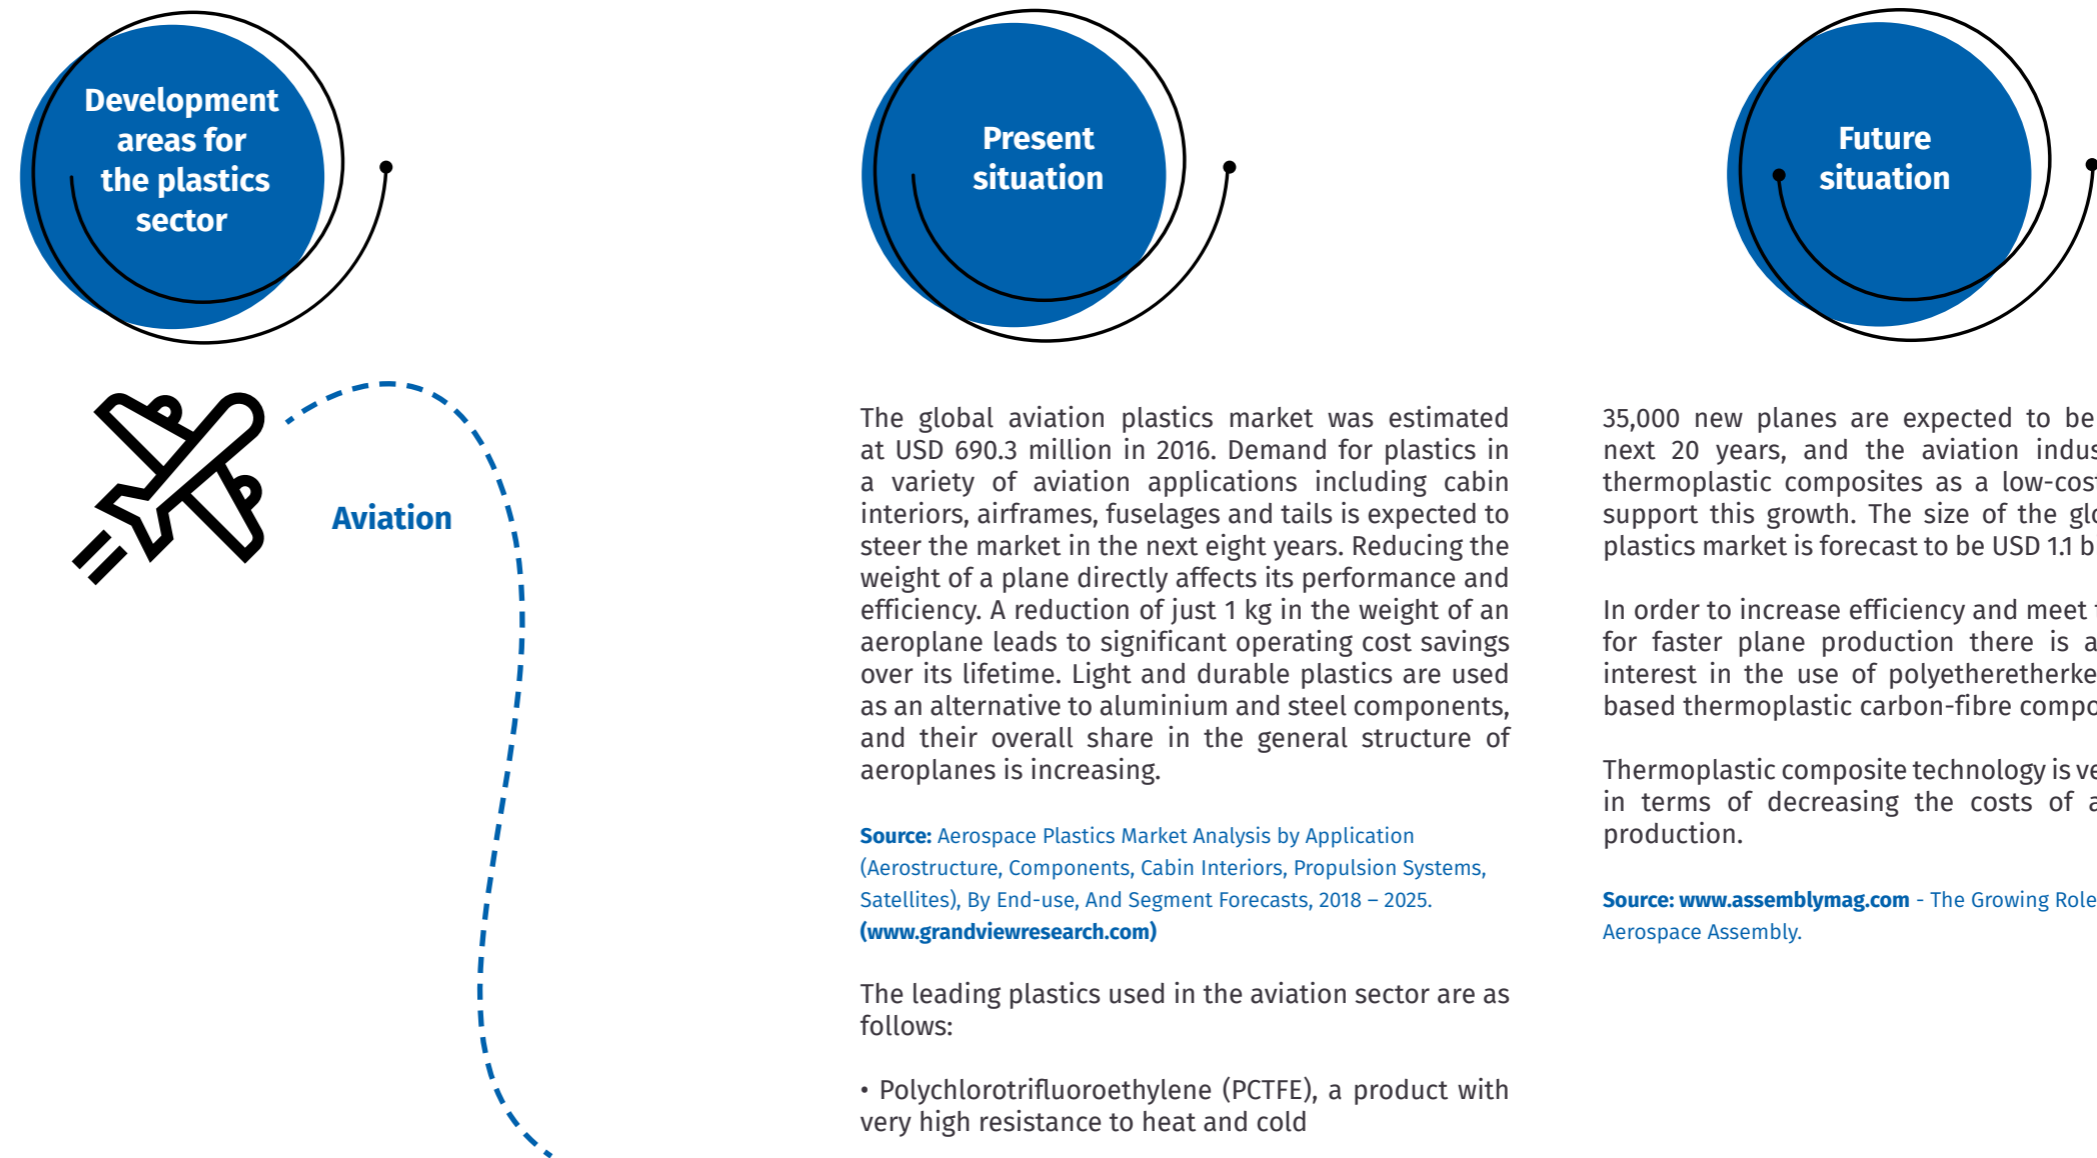 Development
areas for
the plastics
sector
Present
situation
Future
situation
Aviation
The global aviation plastics market was estimated
at USD 690.3 million in 2016. Demand for plastics in
a variety of aviation applications including cabin
interiors, airframes, fuselages and tails is expected to
steer the market in the next eight years. Reducing the
weight of a plane directly affects its performance and
efficiency. A reduction of just 1 kg in the weight of an
aeroplane leads to significant operating cost savings
over its lifetime. Light and durable plastics are used
as an alternative to aluminium and steel components,
and their overall share in the general structure of
aeroplanes is increasing.
Source: Aerospace Plastics Market Analysis by Application
(Aerostructure, Components, Cabin Interiors, Propulsion Systems,
Satellites), By End-use, And Segment Forecasts, 2018 – 2025.
(www.grandviewresearch.com)
The leading plastics used in the aviation sector are as
follows:
• Polychlorotrifluoroethylene (PCTFE), a product with
very high resistance to heat and cold
35,000 new planes are expected to be
next 20 years, and the aviation
thermoplastic composites as a
support this growth. The size of the
plastics market is forecast to be USD 1.1
In order to increase efficiency and meet
for faster plane production there is a
interest in the use of
based thermoplastic carbon-fibre
Thermoplastic composite technology is
in terms of decreasing the costs of
production.
Source: www.assemblymag.com - The Growing Role
Aerospace Assembly.